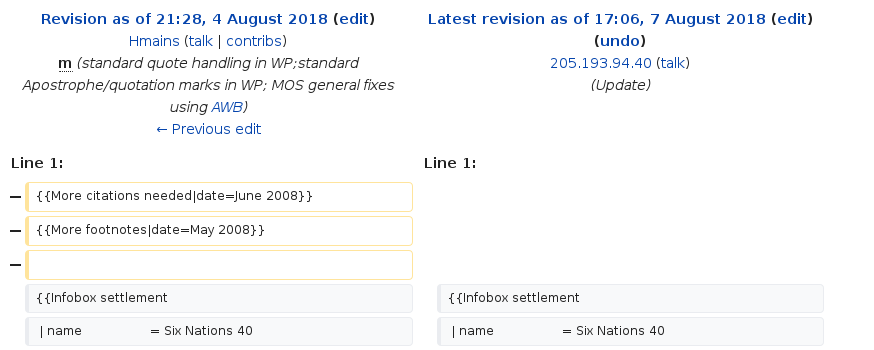 Revision as of 21:28, 4 August 2018 (edit)
Hmains (talk | contribs)
m (standard quote handling in WP;standard
Apostrophe/quotation marks in WP; MOS general fixes
using AWB)
← Previous edit
Latest revision as of 17:06, 7 August 2018 (edit)
(undo)
205.193.94.40 (talk)
(Update)
Line 1:
Line 1:
− {{More citations needed|date=June 2008}}
− {{More footnotes|date=May 2008}}
−
{{Infobox settlement
{{Infobox settlement
| name = Six Nations 40
| name = Six Nations 40